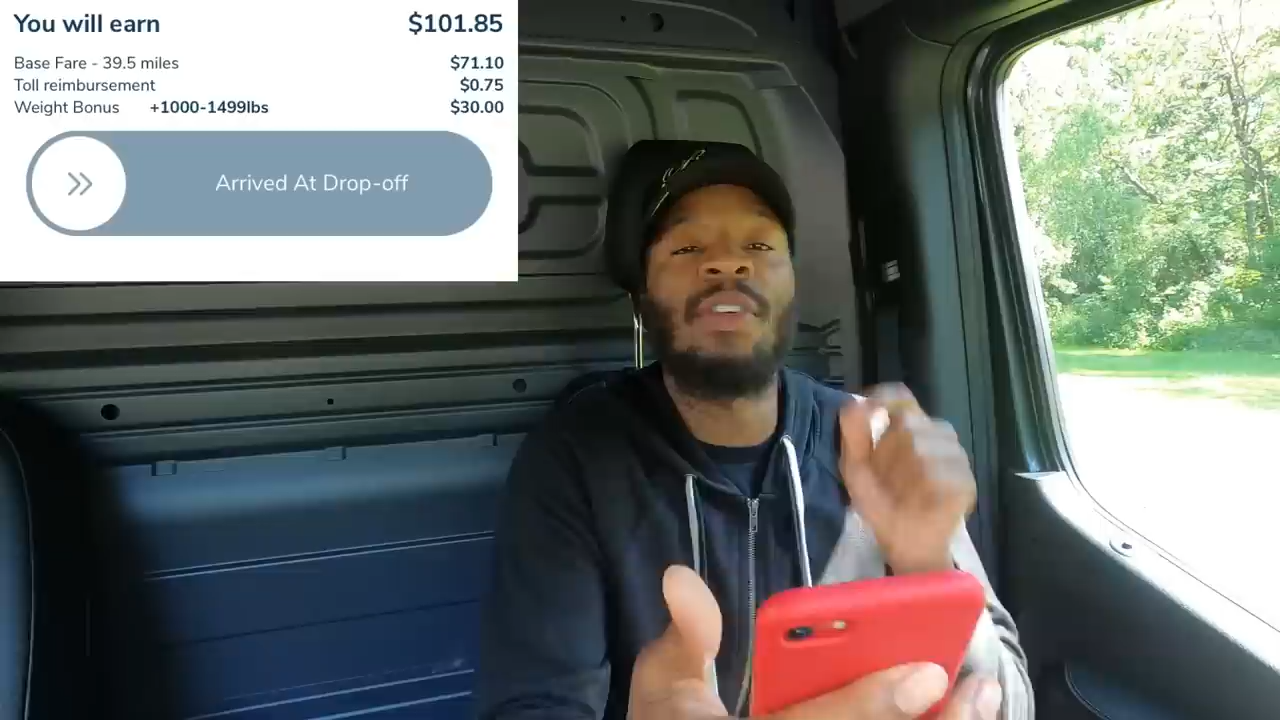 You will earn $101.85
Base Fare - 39.5 miles $71.10
Toll reimbursement $0.75
Weight Bonus +1000-1499lbs $30.00
Arrived At Drop-off